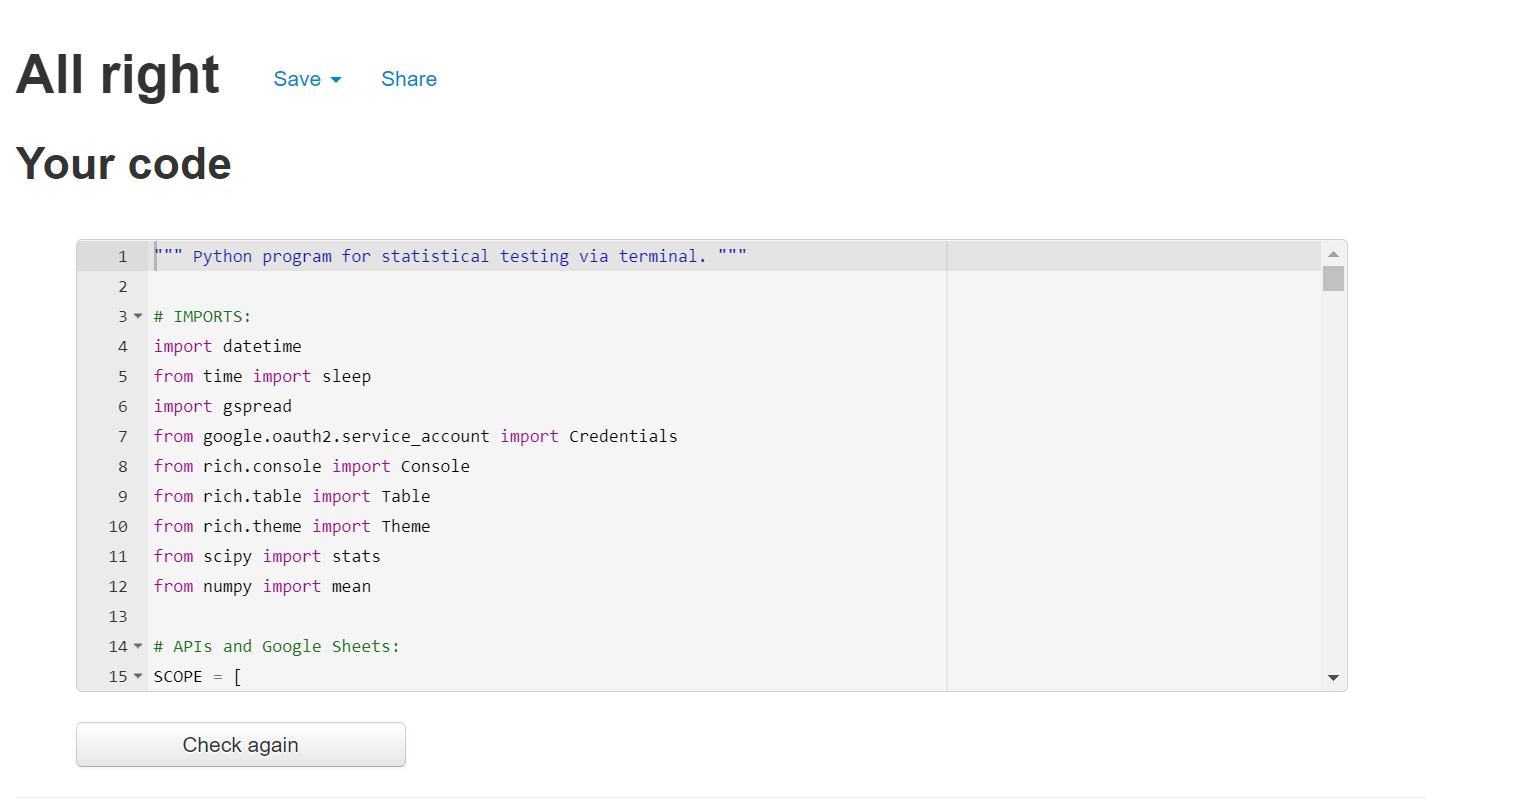 All right
Save
Share
Your code
1 """ Python program for statistical testing via terminal. """
2
3 # IMPORTS:
4 import datetime
5 from time import sleep
6 import gspread
7 from google.oauth2.service_account import Credentials
8 from rich.console import Console
9 from rich.table import Table
10 from rich.theme import Theme
11 from scipy import stats
12 from numpy import mean
13
14 # APIs and Google Sheets:
15 SCOPE = [
Check again